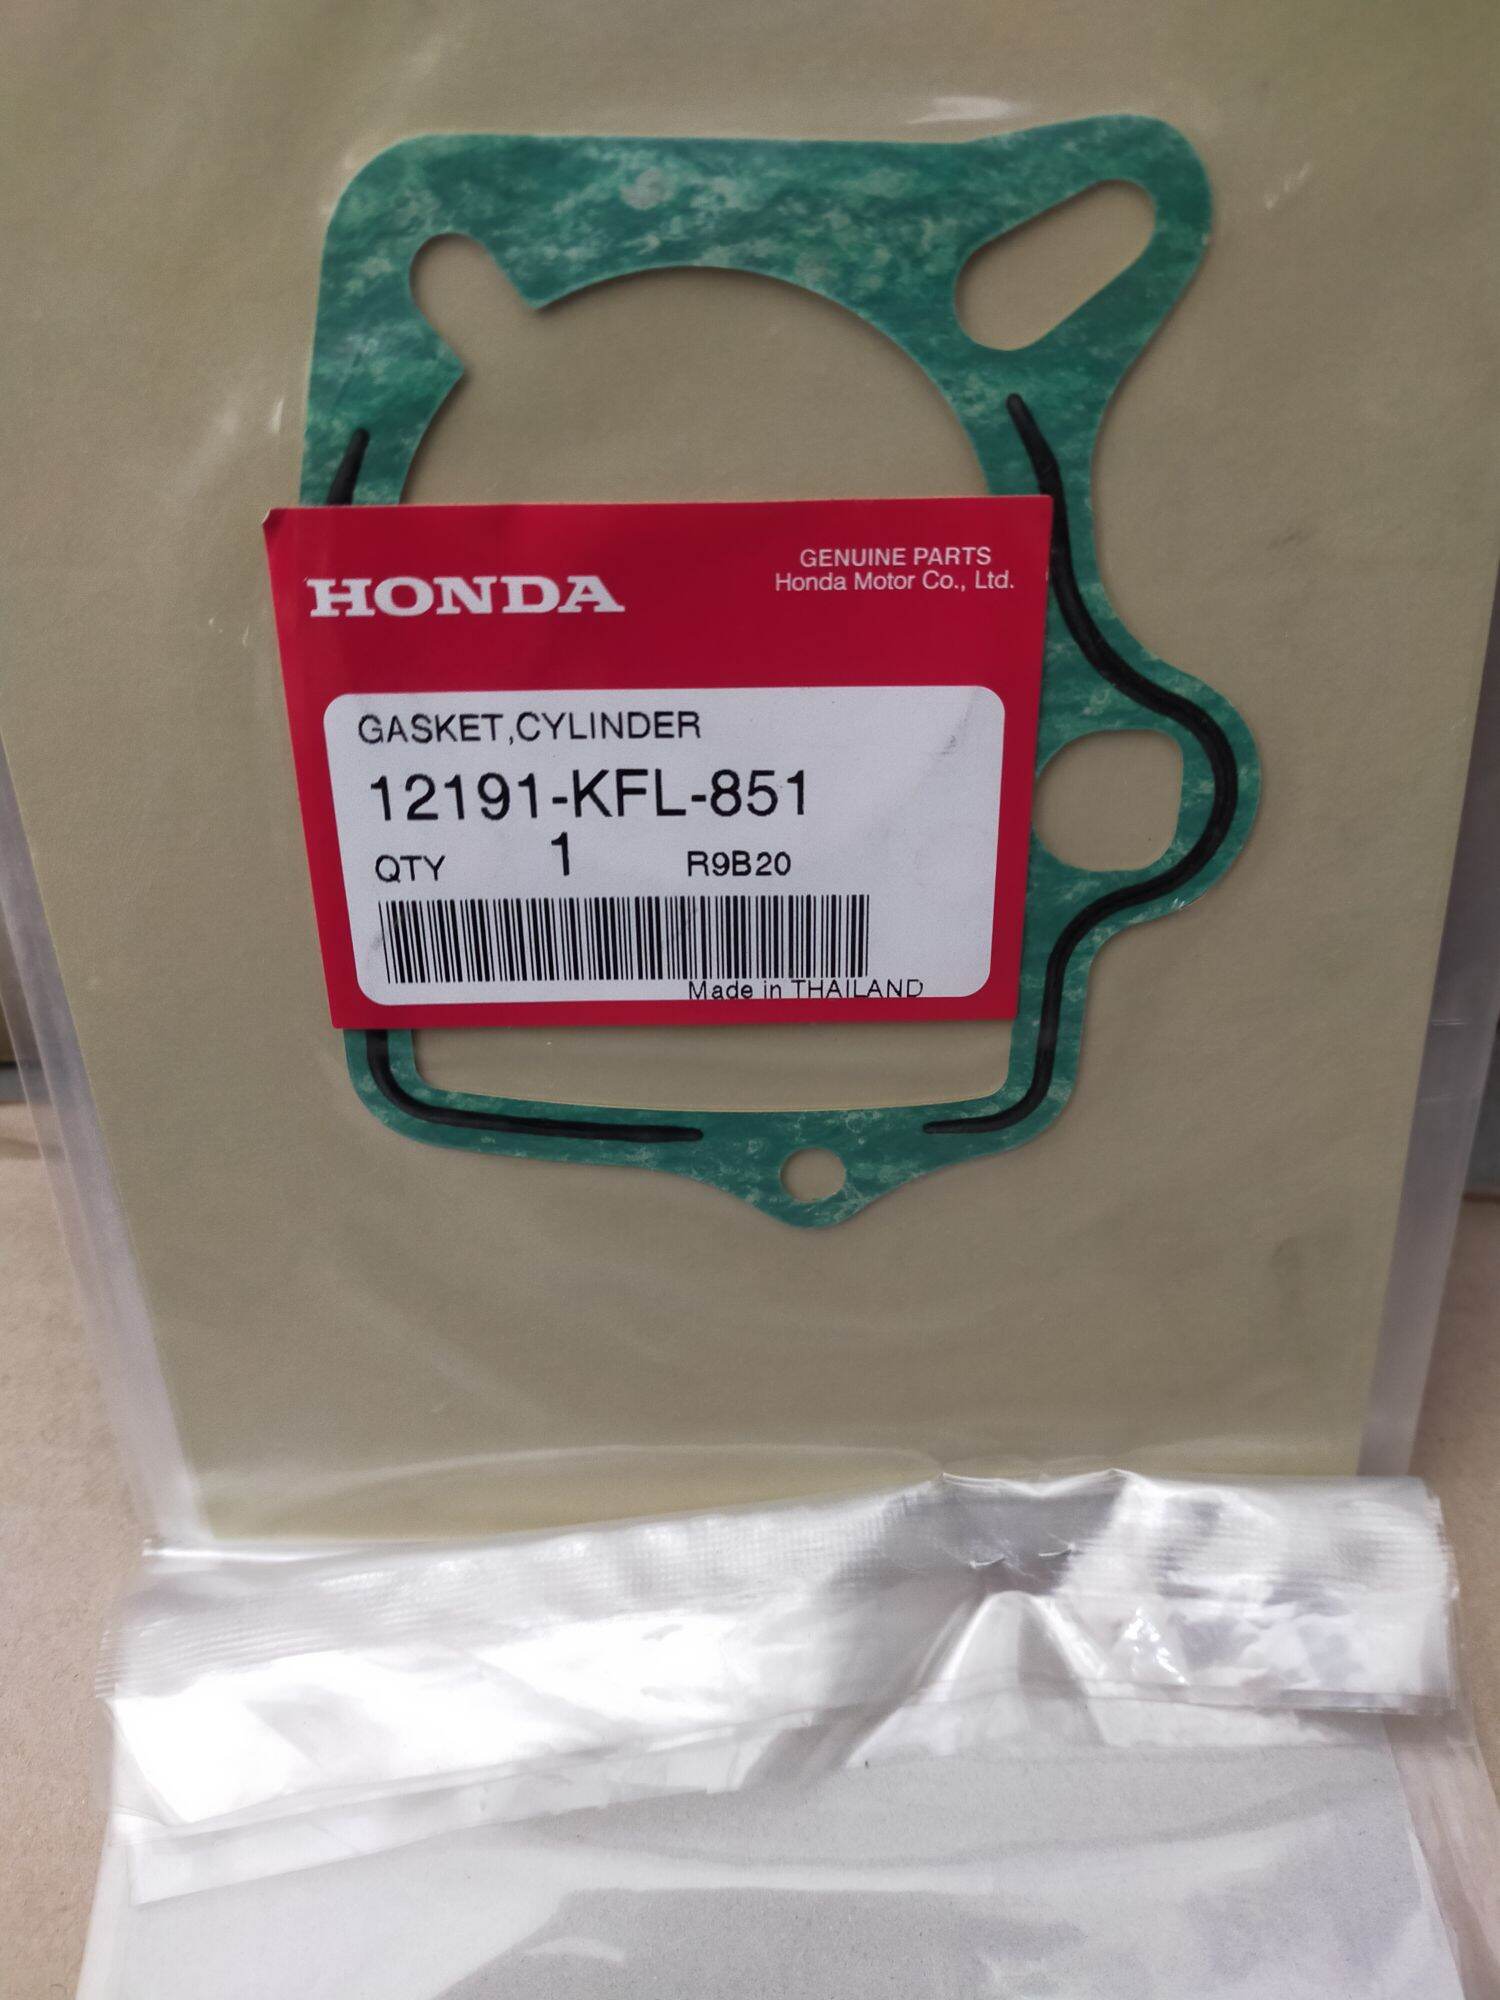 HONDA
GENUINE PARTS
Honda Motor Co., Ltd.
GASKET,CYLINDER
12191-KFL-851
QTY 1 R9B20
Made in THAILAND